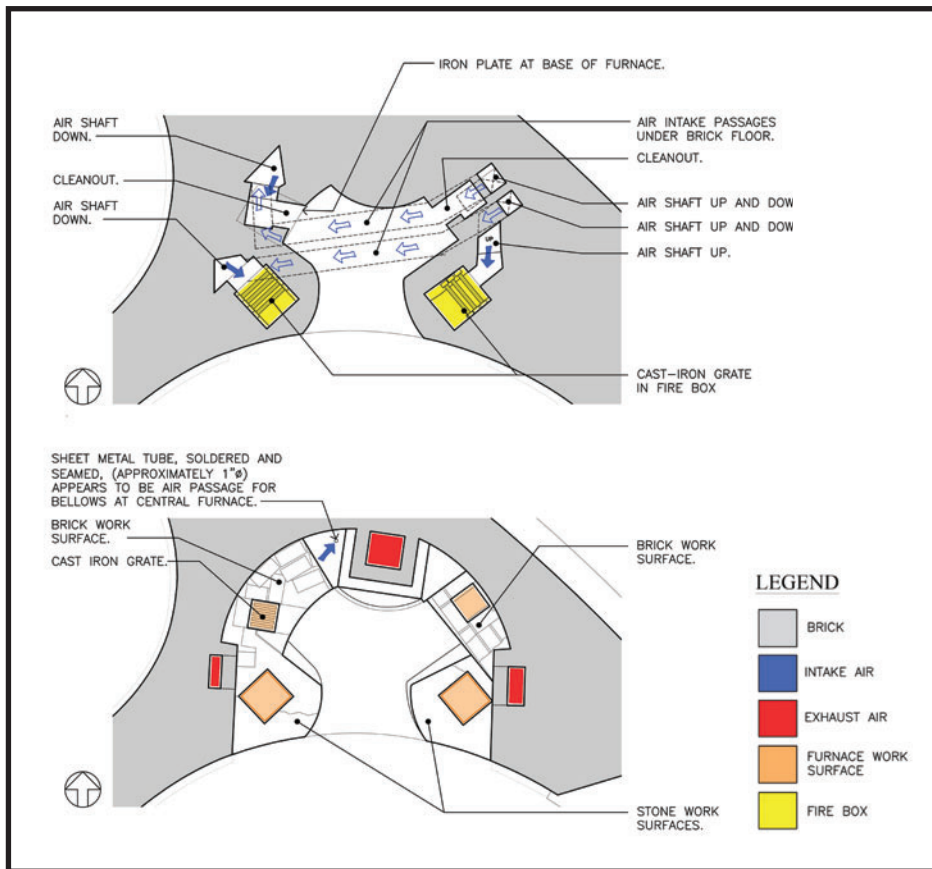 IRON PLATE AT BASE OF FURNACE.
AIR SHAFT
DOWN.
CLEANOUT.
AIR SHAFT
DOWN.
AIR INTAKE PASSAGES
UNDER BRICK FLOOR.
CLEANOUT.
AIR SHAFT UP AND DOW
AIR SHAFT UP AND DOW
AIR SHAFT UP.
UP
CAST-IRON GRATE
IN FIRE BOX
SHEET METAL TUBE, SOLDERED AND
SEAMED, (APPROXIMATELY 1"ø)
APPEARS TO BE AIR PASSAGE FOR
BELLOWS AT CENTRAL FURNACE.
BRICK WORK
SURFACE.
CAST IRON GRATE.
BRICK WORK
SURFACE.
STONE WORK
SURFACES.
LEGEND
BRICK
INTAKE AIR
EXHAUST AIR
FURNACE WORK
SURFACE
FIRE BOX